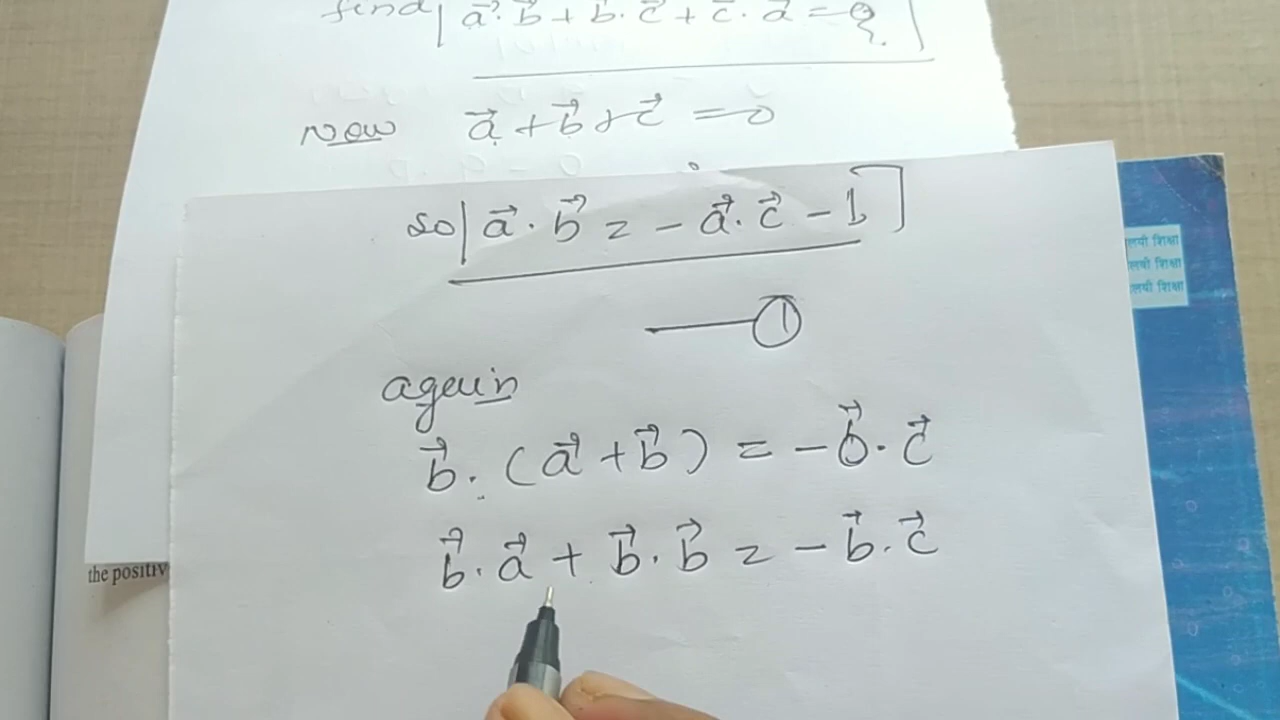 find| a⃗·b⃗ + b⃗·c⃗ + c⃗·a⃗ = ?
Now a⃗ + b⃗ + c⃗ = 0
so| a⃗·b⃗ = - a⃗·c⃗ - 1
①
again
b⃗·(a⃗ + b⃗) = - b⃗·c⃗
b⃗·a⃗ + b⃗·b⃗ = - b⃗·c⃗
the positiv
शिक्षा
शिक्षा
शिक्षा